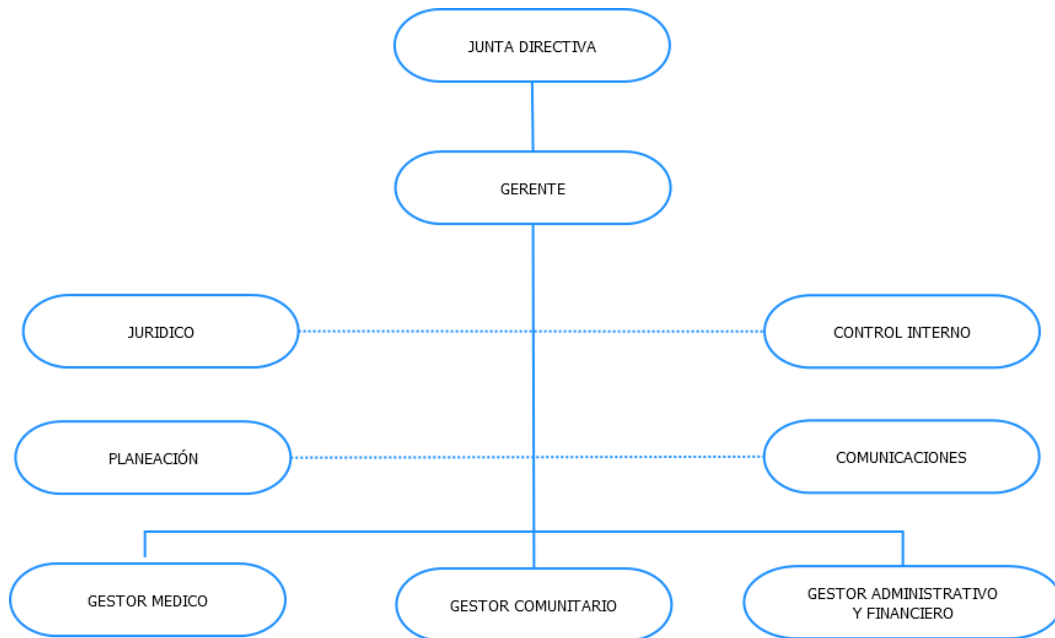 JUNTA DIRECTIVA
GERENTE
JURIDICO
CONTROL INTERNO
PLANEACIÓN
COMUNICACIONES
GESTOR MEDICO
GESTOR COMUNITARIO
GESTOR ADMINISTRATIVO
Y FINANCIERO